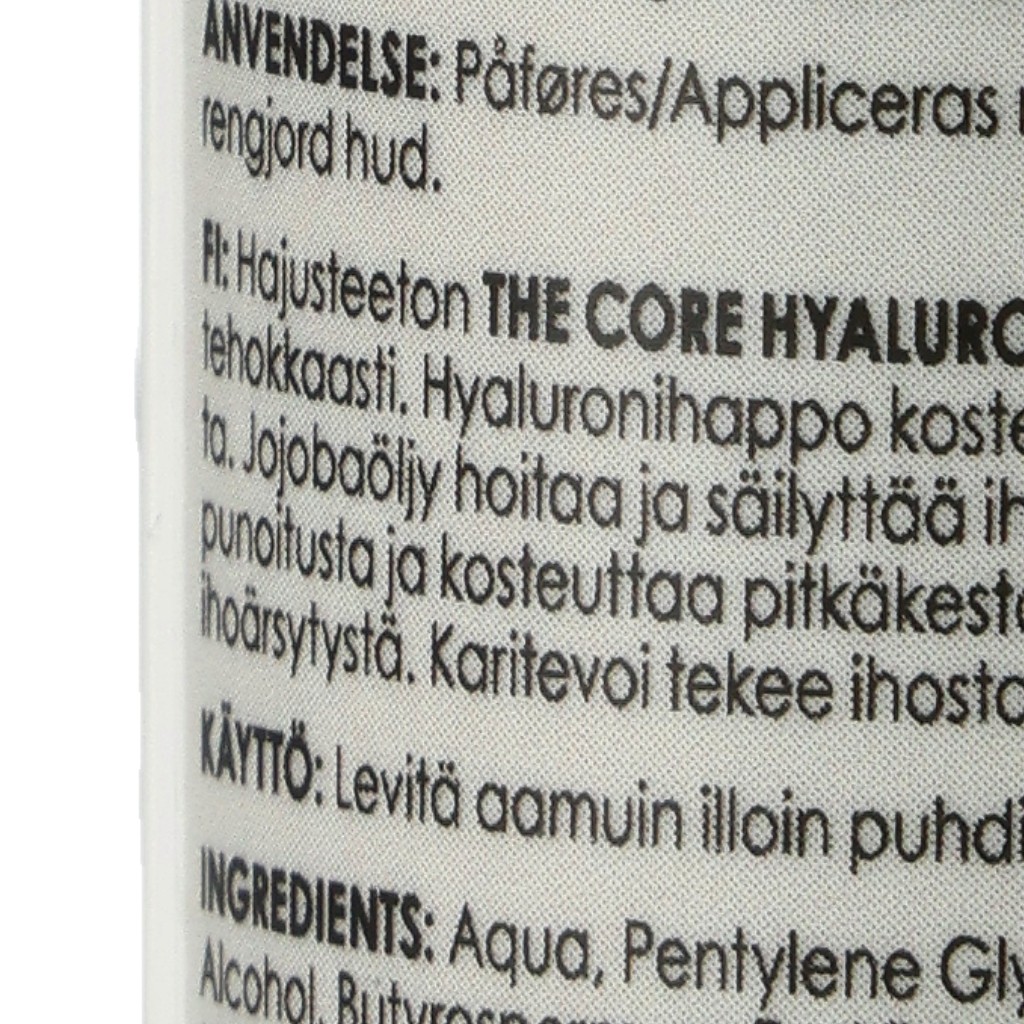 ANVENDELSE: Påføres/Appliceras
rengjord hud.
FI: Hajusteeton THE CORE HYALURO
tehokkaasti. Hyaluronihappo koste
ta. Jojobaöljy hoitaa ja säilyttää ih
punoitusta ja kosteuttaa pitkäkest
ihoärsytystä. Karitevoi tekee ihosta
KÄYTTÖ: Levitä aamuin illoin puhdi
INGREDIENTS: Aqua, Pentylene Gly
Alcohol,